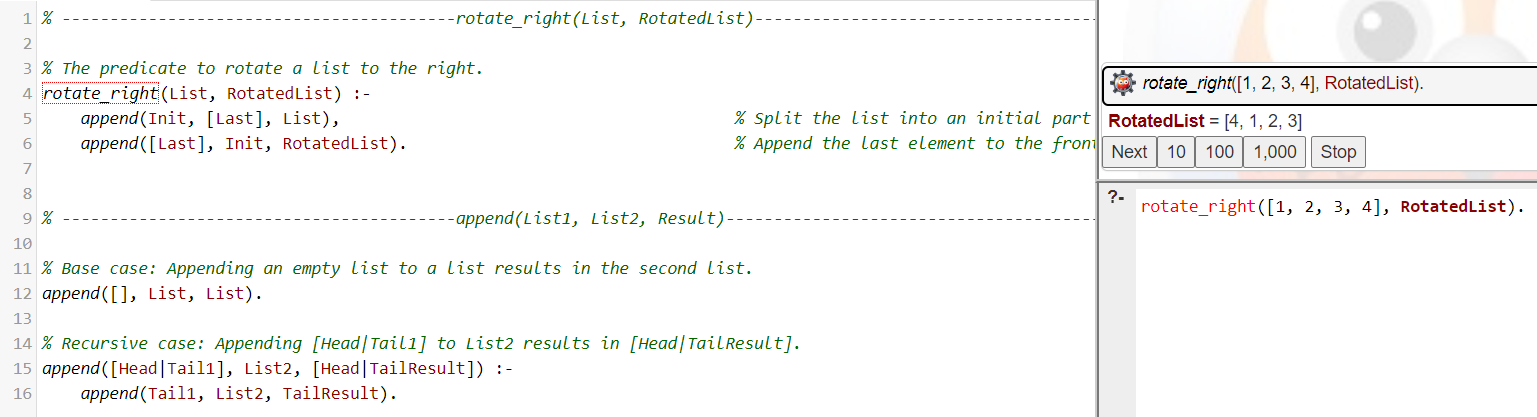 1 % -----------------------------------------rotate_right(List, RotatedList)------------------------------------
2
3 % The predicate to rotate a list to the right.
4 rotate_right(List, RotatedList) :-
5     append(Init, [Last], List),                                         % Split the list into an initial part
6     append([Last], Init, RotatedList).                                  % Append the last element to the
7
8
9 % -----------------------------------------append(List1, List2, Result)---------------------------------------
10
11 % Base case: Appending an empty list to a list results in the second list.
12 append([], List, List).
13
14 % Recursive case: Appending [Head|Tail1] to List2 results in [Head|TailResult].
15 append([Head|Tail1], List2, [Head|TailResult]) :-
16     append(Tail1, List2, TailResult).
rotate_right([1, 2, 3, 4], RotatedList).
RotatedList = [4, 1, 2, 3]
Next 10 100 1,000 Stop
?- rotate_right([1, 2, 3, 4], RotatedList).